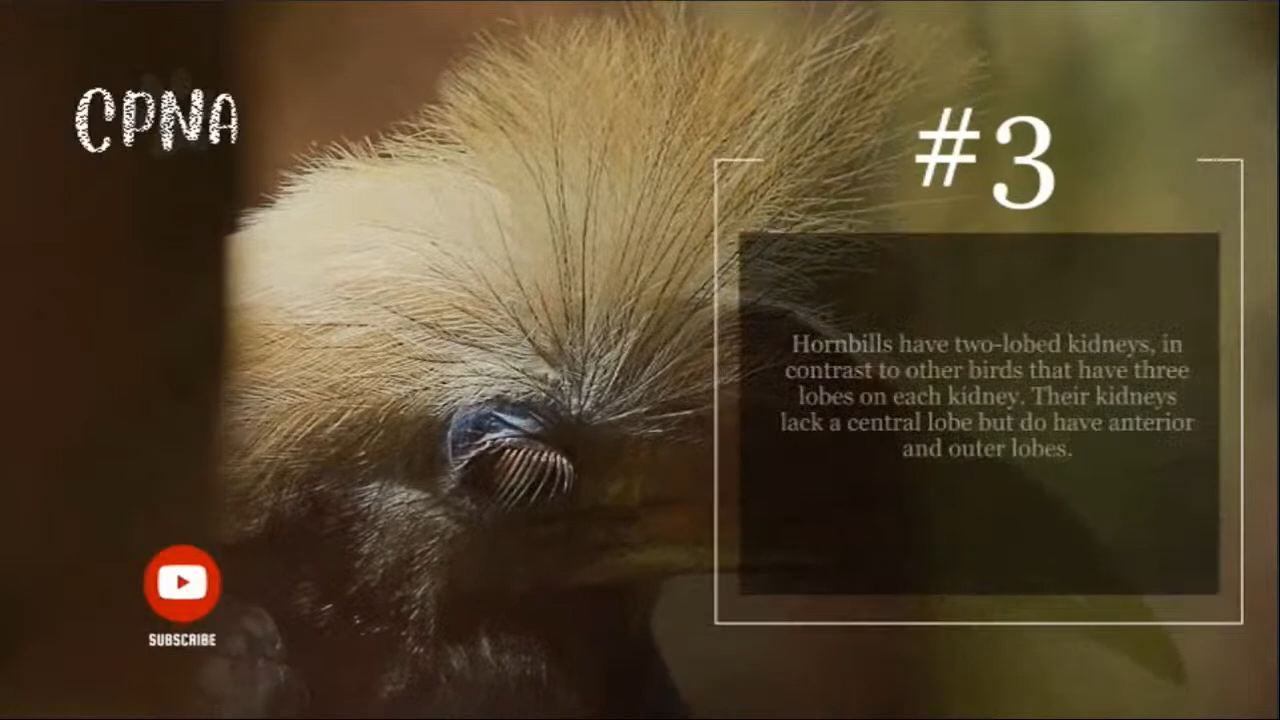 CPNA
#3
Hornbills have two-lobed kidneys, in
contrast to other birds that have three
lobes on each kidney. Their kidneys
lack a central lobe but do have anterior
and outer lobes.
SUBSCRIBE